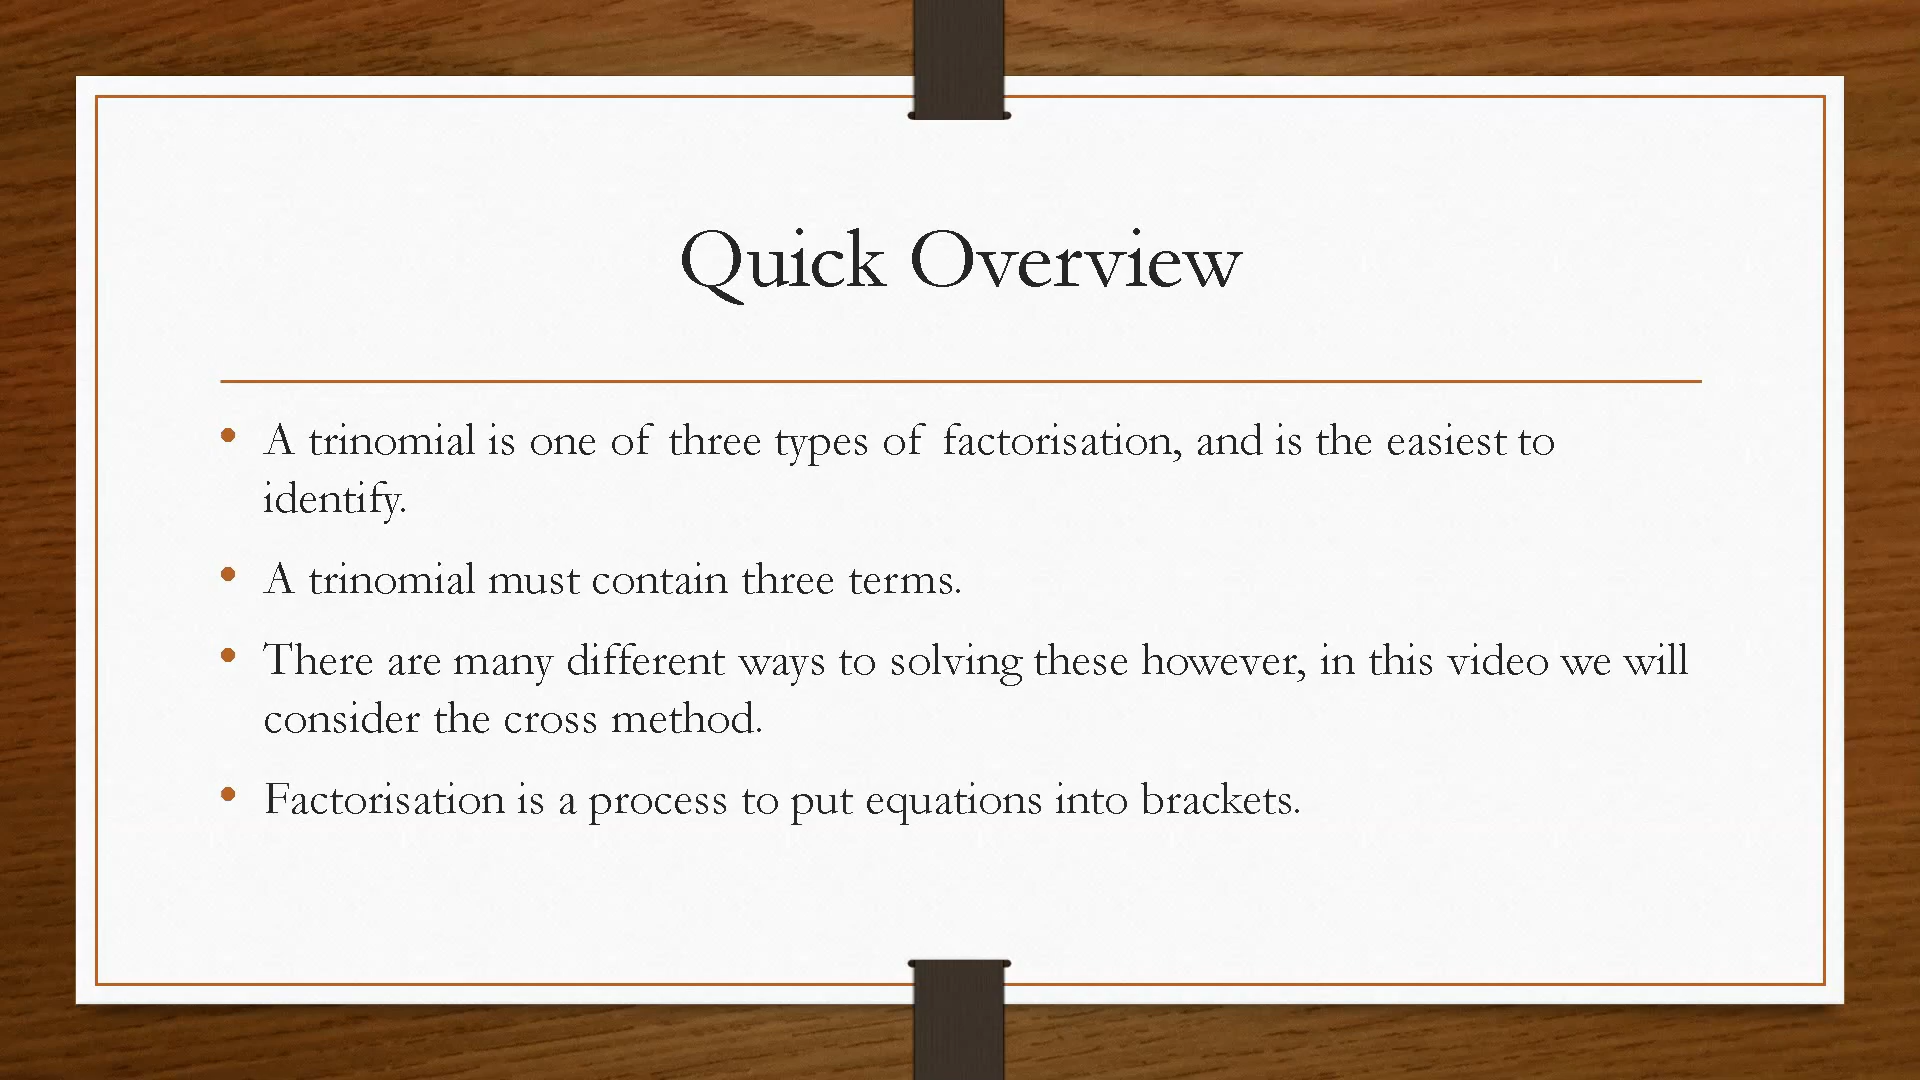 Quick Overview
• A trinomial is one of three types of factorisation, and is the easiest to
identify.
• A trinomial must contain three terms.
• There are many different ways to solving these however, in this video we will
consider the cross method.
• Factorisation is a process to put equations into brackets.